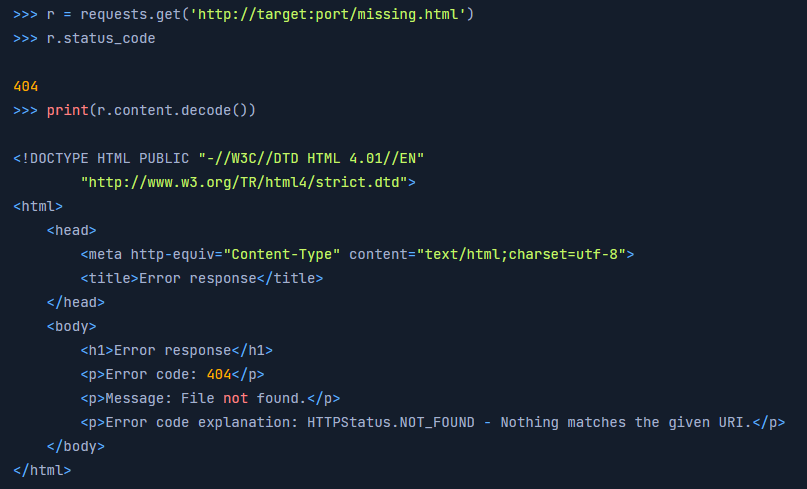 >>> r = requests.get('http://target:port/missing.html')
>>> r.status_code
404
>>> print(r.content.decode())
<!DOCTYPE HTML PUBLIC "-//W3C//DTD HTML 4.01//EN"
        "http://www.w3.org/TR/html4/strict.dtd">
<html>
    <head>
        <meta http-equiv="Content-Type" content="text/html;charset=utf-8">
        <title>Error response</title>
    </head>
    <body>
        <h1>Error response</h1>
        <p>Error code: 404</p>
        <p>Message: File not found.</p>
        <p>Error code explanation: HTTPStatus.NOT_FOUND - Nothing matches the given URI.</p>
    </body>
</html>